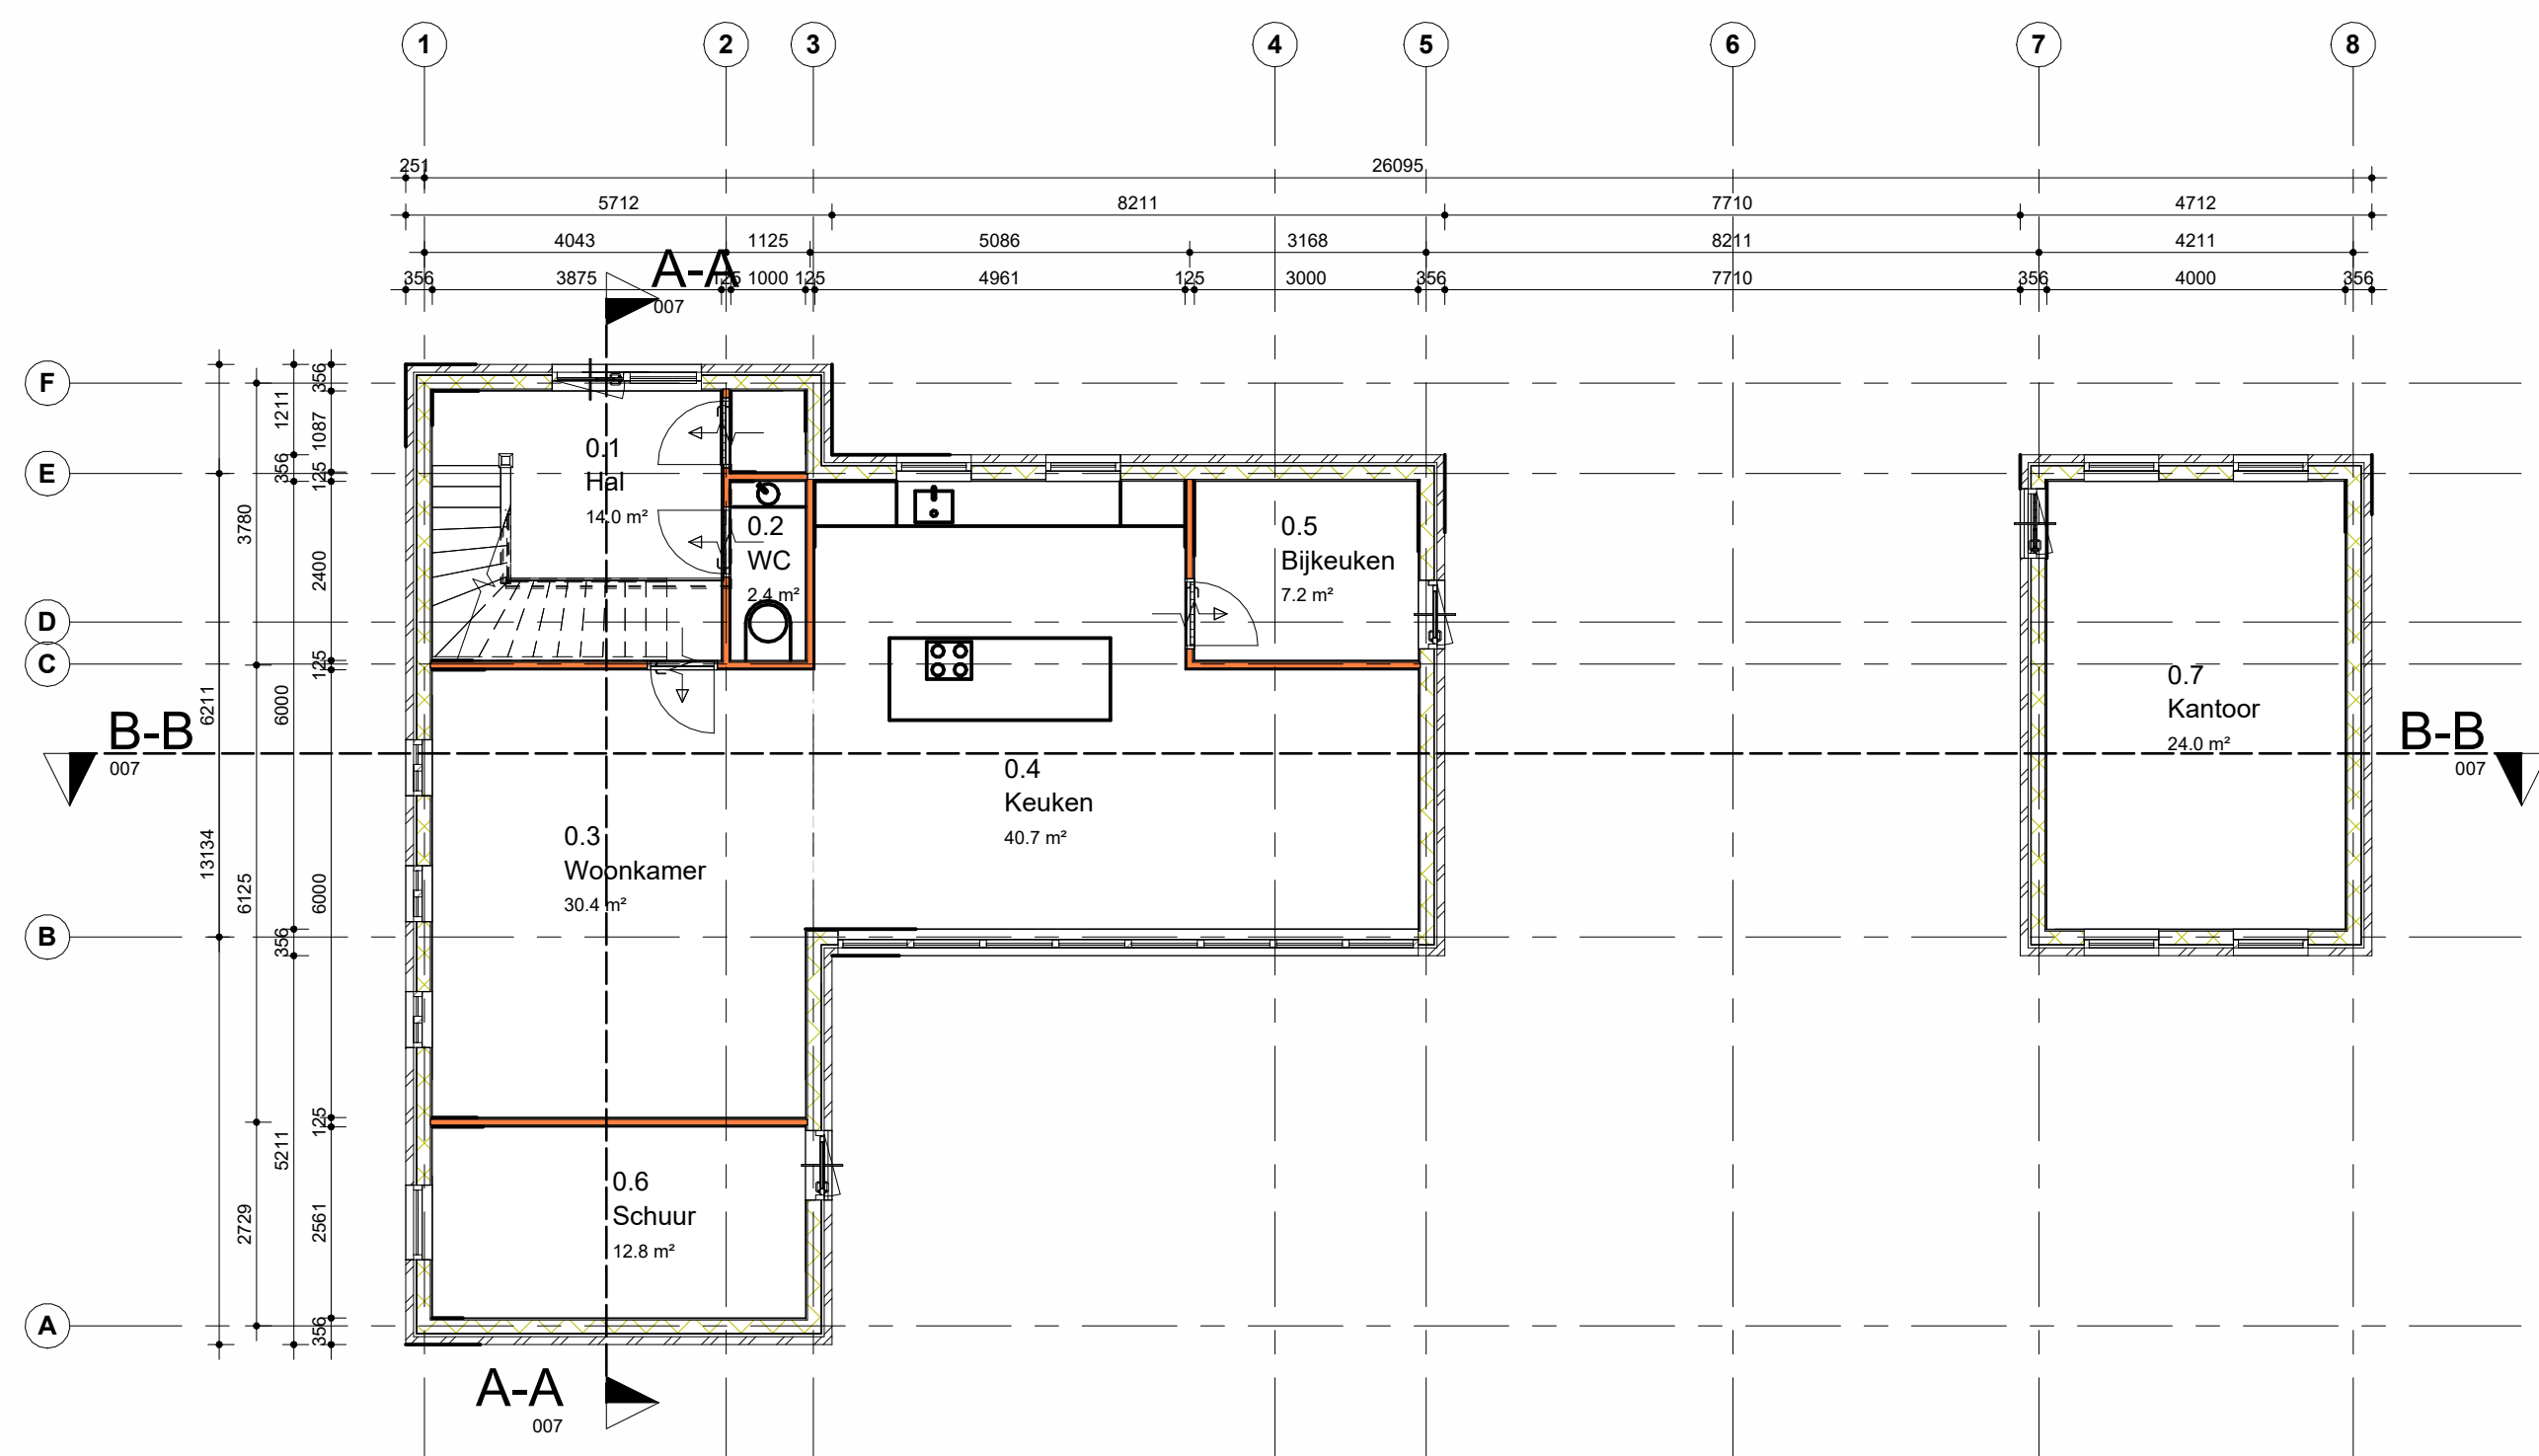 1 2 3 4 5 6 7 8
251 26095
5712 8211 7710 4712
4043 1125 5086 3168 8211 4211
A-A
007
356 3875 125 1000 125 4961 125 3000 356 7710 356 4000 356
F
E
D
C
B
A
13134
6211
3780
6125
2729
1211
356
6000
356
5211
356
1087
125
2400
125
6000
125
2561
356
0.1
Hal
14.0 m²
0.2
WC
2.4 m²
0.5
Bijkeuken
7.2 m²
0.7
Kantoor
24.0 m²
B-B
007
B-B
007
0.4
Keuken
40.7 m²
0.3
Woonkamer
30.4 m²
0.6
Schuur
12.8 m²
A-A
007